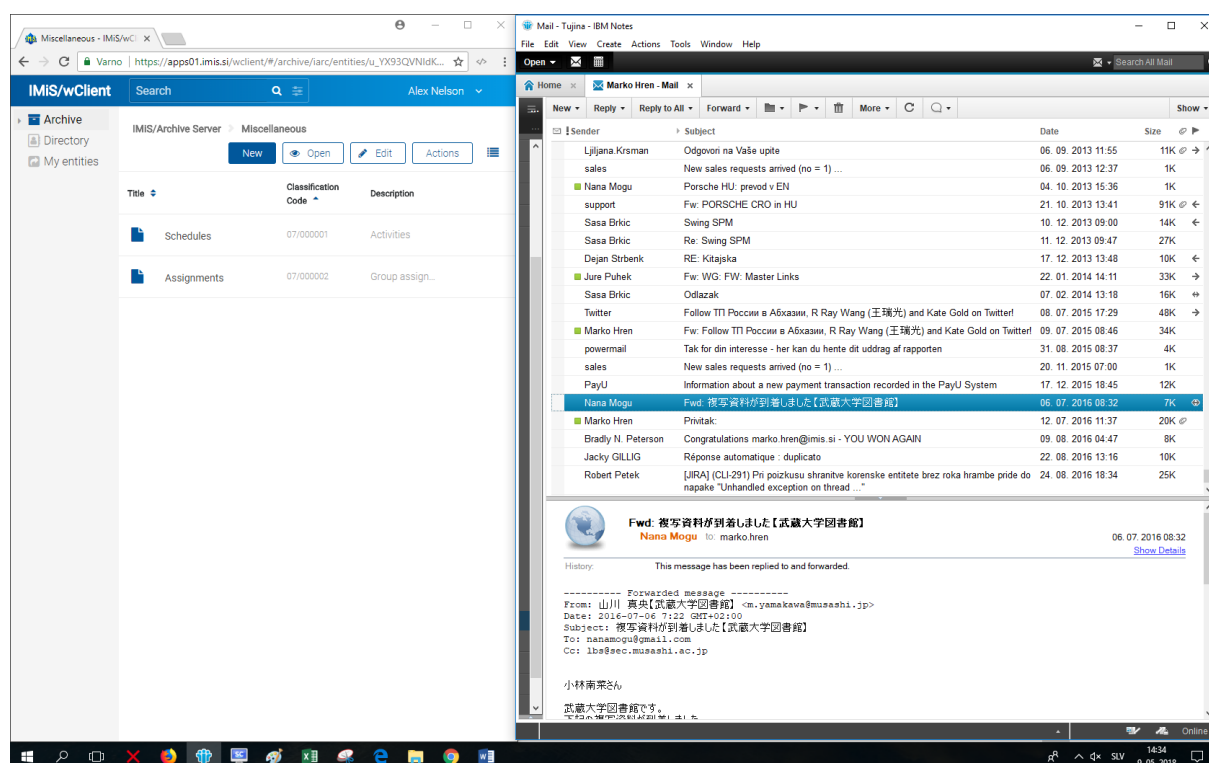 Miscellaneous - IMiS/wCl
Varno
https://apps01.imis.si/wclient/#/archive/iarc/entities/u_YX93QVNIdK...
IMiS/wClient
Search
Alex Nelson
Archive
Directory
My entities
IMiS/Archive Server > Miscellaneous
New
Open
Edit
Actions
Title
Classification Code
Description
Schedules 07/000001 Activities
Assignments 07/000002 Group assign...
Mail - Tujina - IBM Notes
File Edit View Create Actions Tools Window Help
Open
Search All Mail
Home
Marko Hren - Mail
New Reply Reply to All Forward More Show
Sender Subject Date Size
Ljiljana.Krsman Odgovori na Vaše upite 06. 09. 2013 11:55 11K
sales New sales requests arrived (no = 1) ... 06. 09. 2013 12:37 1K
Nana Mogu Porsche HU: prevod v EN 04. 10. 2013 15:36 1K
support Fw: PORSCHE CRO in HU 21. 10. 2013 13:41 91K
Sasa Brkic Swing SPM 10. 12. 2013 09:00 14K
Sasa Brkic Re: Swing SPM 11. 12. 2013 09:47 27K
Dejan Strbenk RE: Kitajska 17. 12. 2013 13:48 10K
Jure Puhek Fw: WG: FW: Master Links 22. 01. 2014 14:11 33K
Sasa Brkic Odlazak 07. 02. 2014 13:18 16K
Twitter Follow ТП России в Абхазии, R Ray Wang (王瑞光) and Kate Gold on Twitter! 08. 07. 2015 17:29 48K
Marko Hren Fw: Follow ТП России в Абхазии, R Ray Wang (王瑞光) and Kate Gold on Twitter! 09. 07. 2015 08:46 34K
powermail Tak for din interesse - her kan du hente dit uddrag af rapporten 31. 08. 2015 08:37 4K
sales New sales requests arrived (no = 1) ... 20. 11. 2015 07:00 1K
PayU Information about a new payment transaction recorded in the PayU System 17. 12. 2015 18:45 12K
Nana Mogu Fwd: 複写資料が到着しました【武蔵大学図書館】 06. 07. 2016 08:32 7K
Marko Hren Privitak: 12. 07. 2016 11:37 20K
Bradly N. Peterson Congratulations marko.hren@imis.si - YOU WON AGAIN 09. 08. 2016 04:47 8K
Jacky GILLIG Réponse automatique : duplicato 22. 08. 2016 13:16 10K
Robert Petek [JIRA] (CLI-291) Pri poizkusu shranitve korenske entitete brez roka hrambe pride do 24. 08. 2016 18:34 25K
napake "Unhandled exception on thread ..."
Fwd: 複写資料が到着しました【武蔵大学図書館】
Nana Mogu to: marko.hren 06. 07. 2016 08:32
Show Details
History: This message has been replied to and forwarded.
---------- Forwarded message ----------
From: 山川 真央【武蔵大学図書館】 <m.yamakawa@musashi.jp>
Date: 2016-07-06 7:22 GMT+02:00
Subject: 複写資料が到着しました【武蔵大学図書館】
To: nanamogu@gmail.com
Cc: lbs@sec.musashi.ac.jp
小林南菜さん
武蔵大学図書館です。
下記の複写資料が到着しました
Online
SLV
14:34
9. 05. 2018